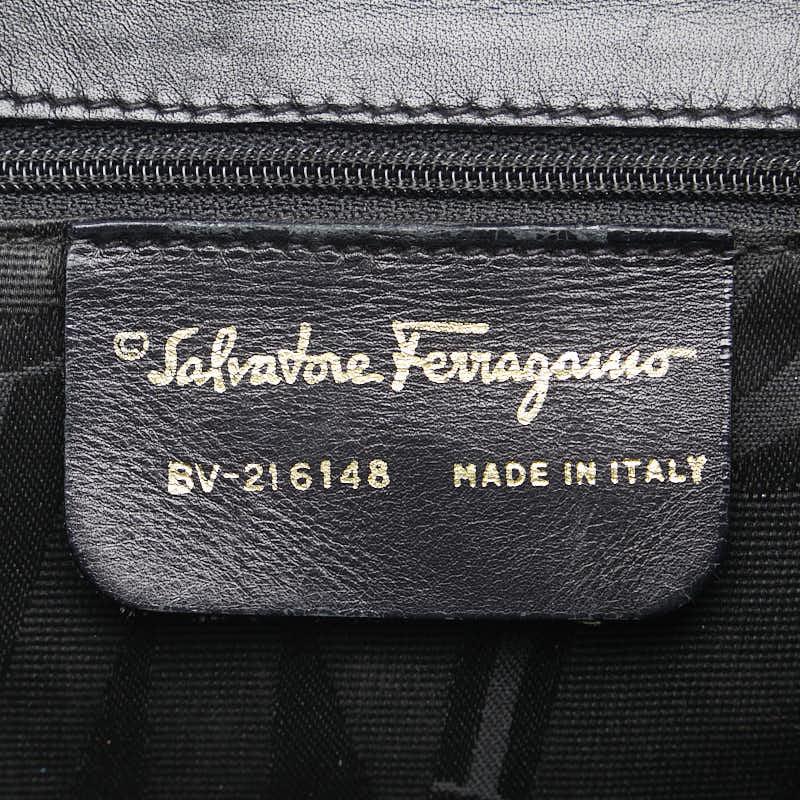 © Salvatore Ferragamo
BV-216148 MADE IN ITALY